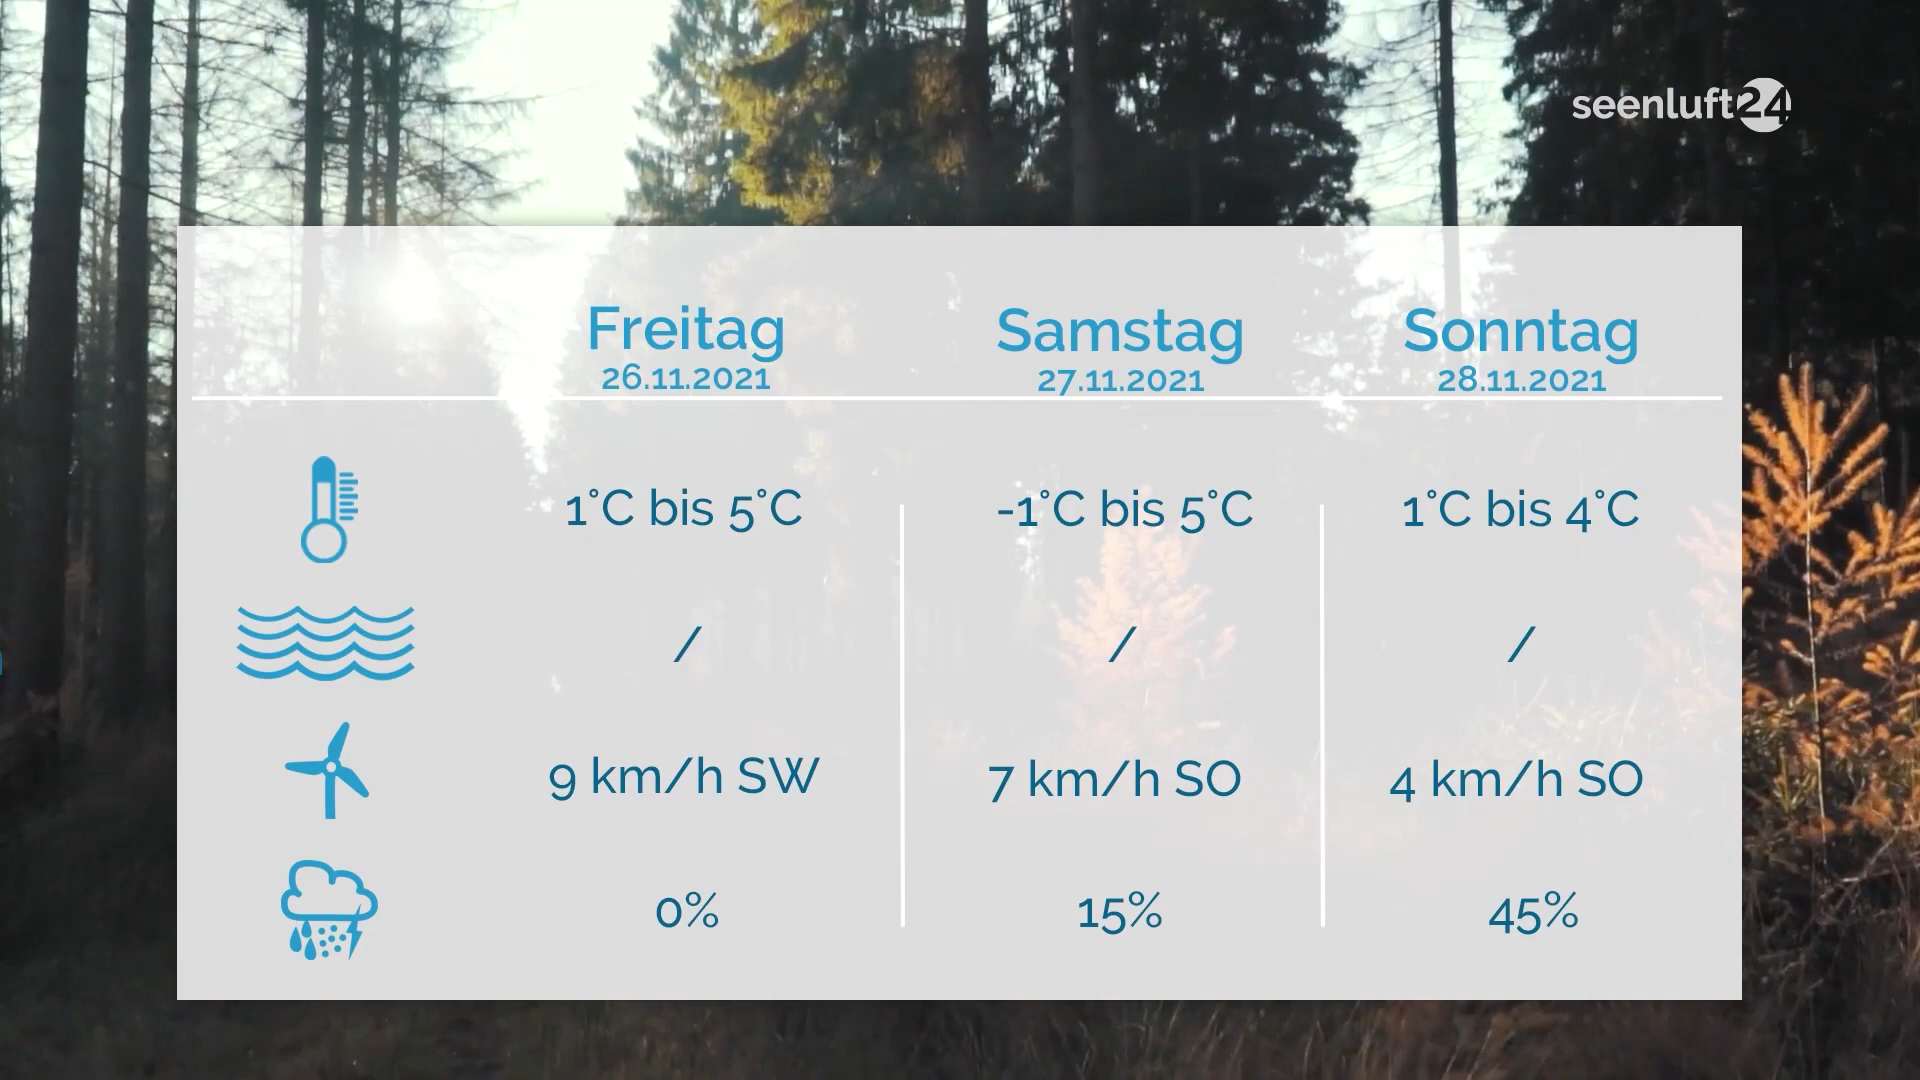 seenluft24
Freitag Samstag Sonntag
26.11.2021 27.11.2021 28.11.2021
1°C bis 5°C -1°C bis 5°C 1°C bis 4°C
/ / /
9 km/h SW 7 km/h SO 4 km/h SO
0% 15% 45%